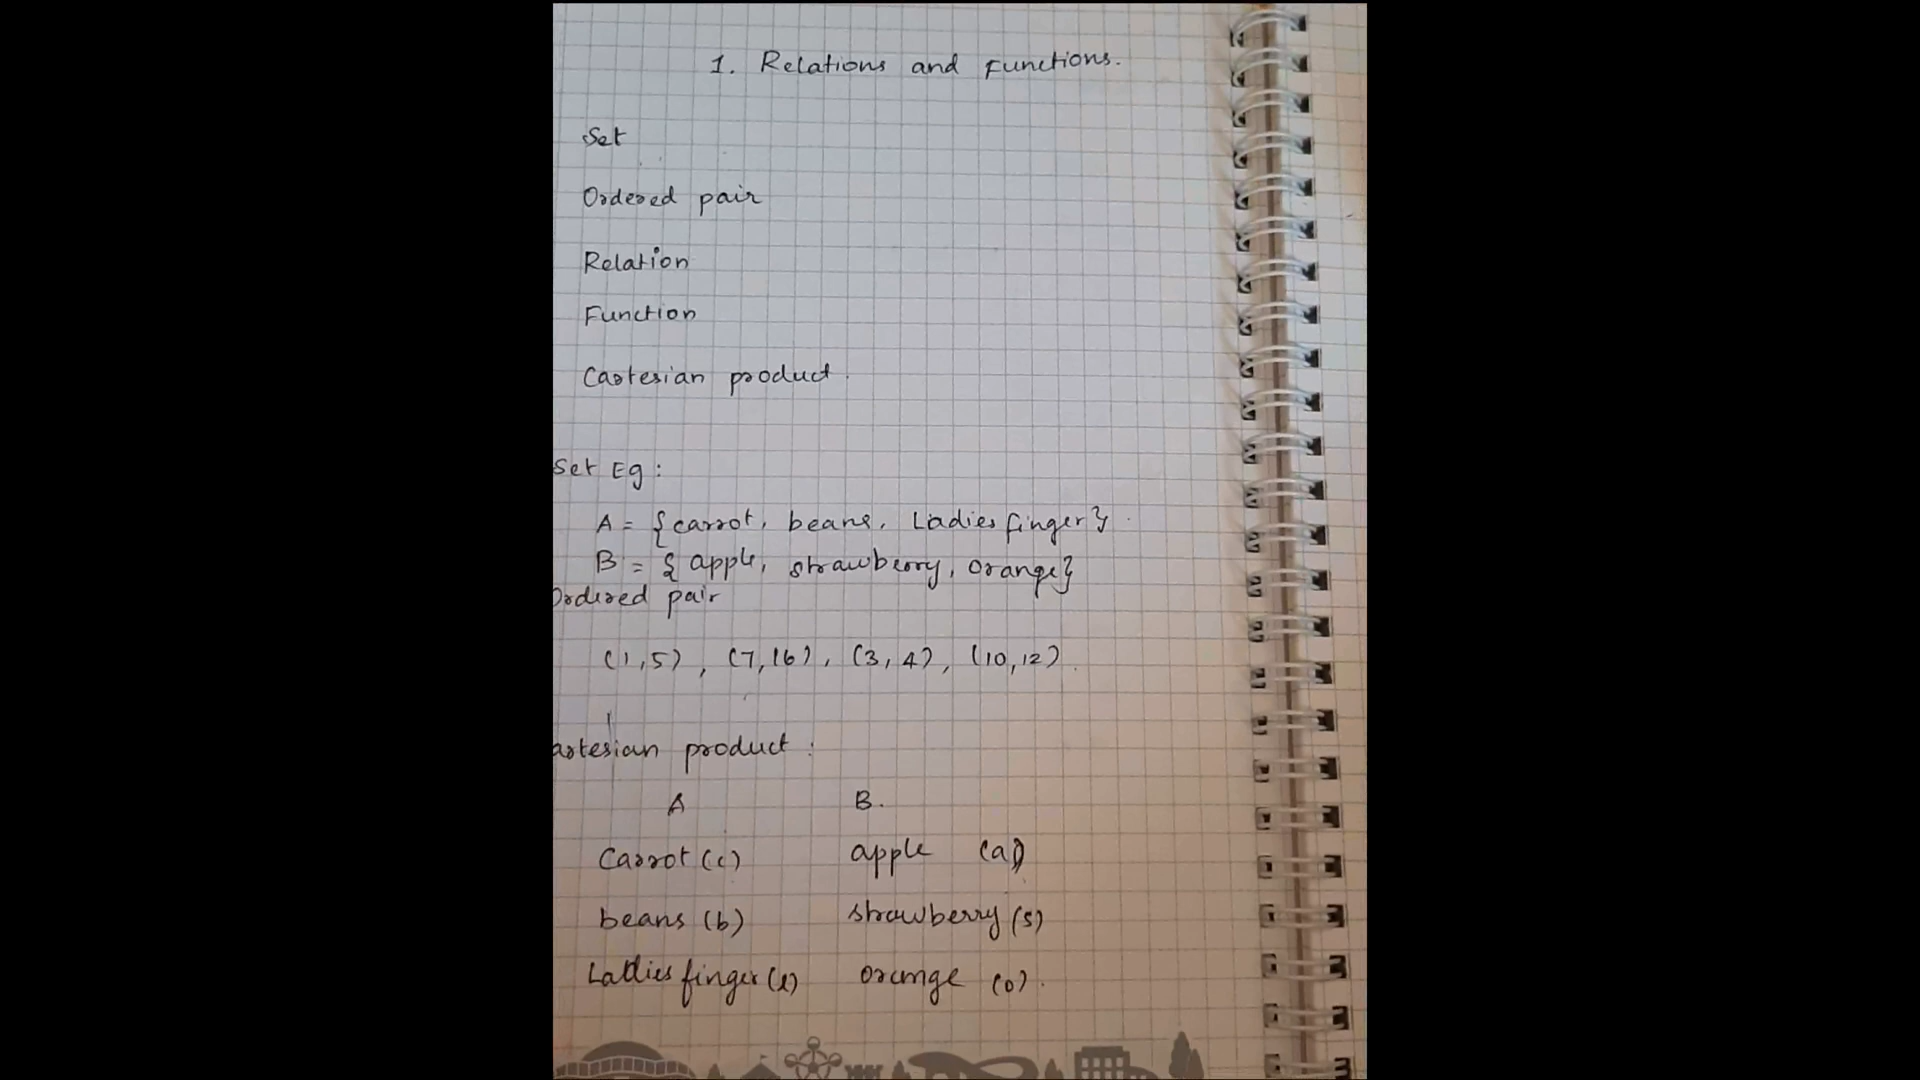 1. Relations and Functions.
Set
Ordered pair
Relation
Function
Cartesian product.
Set Eg:
A = {carrot, beans, Ladies finger}.
B = {apple, strawberry, orange}
Ordered pair
(1,5), (7,16), (3,4), (10,12).
artesian product:
A B.
Carrot (c) apple (a)
beans (b) strawberry (s)
Ladies finger (l) orange (o).